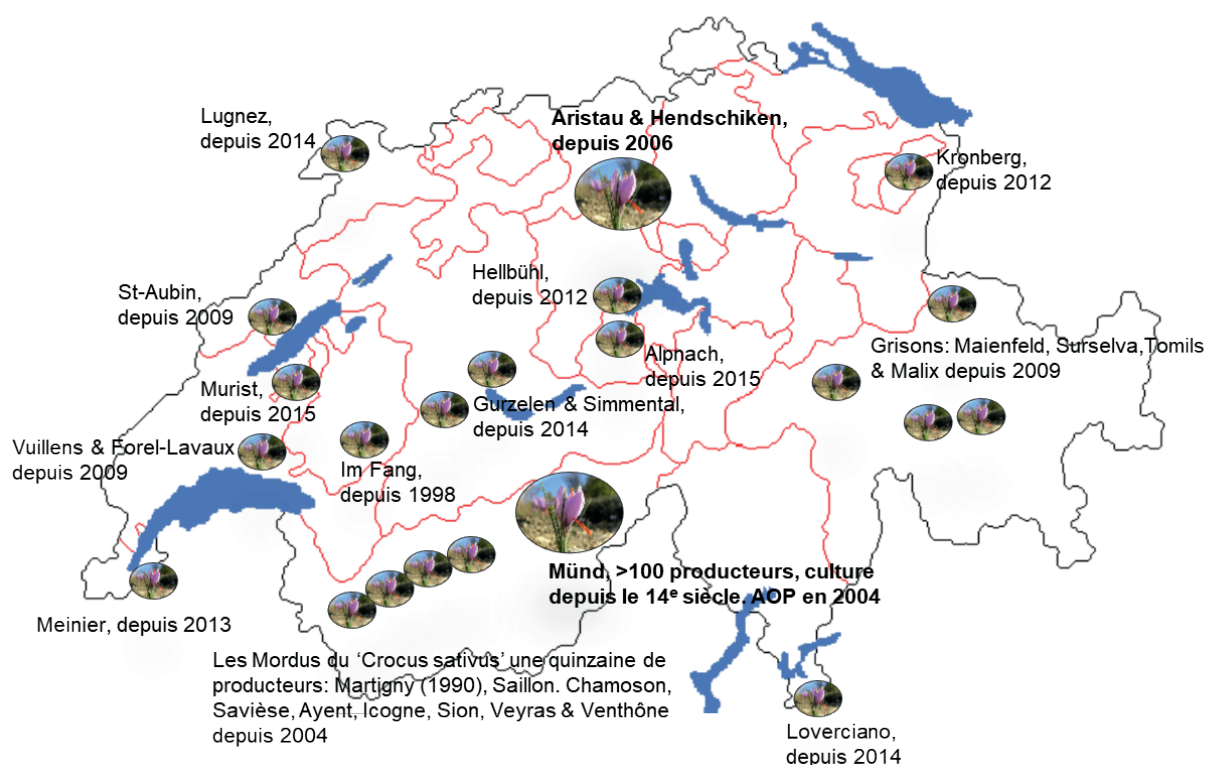 Lugnez,
depuis 2014
Aristau & Hendschiken,
depuis 2006
Kronberg,
depuis 2012
St-Aubin,
depuis 2009
Hellbühl,
depuis 2012
Alpnach,
depuis 2015
Grisons: Maienfeld, Surselva,Tomils
& Malix depuis 2009
Murist,
depuis 2015
Gurzelen & Simmental,
depuis 2014
Vuillens & Forel-Lavaux
depuis 2009
Im Fang,
depuis 1998
Münd, >100 producteurs, culture
depuis le 14e siècle. AOP en 2004
Meinier, depuis 2013
Les Mordus du ‘Crocus sativus’ une quinzaine de
producteurs: Martigny (1990), Saillon. Chamoson,
Savièse, Ayent, Icogne, Sion, Veyras & Venthône
depuis 2004
Loverciano,
depuis 2014